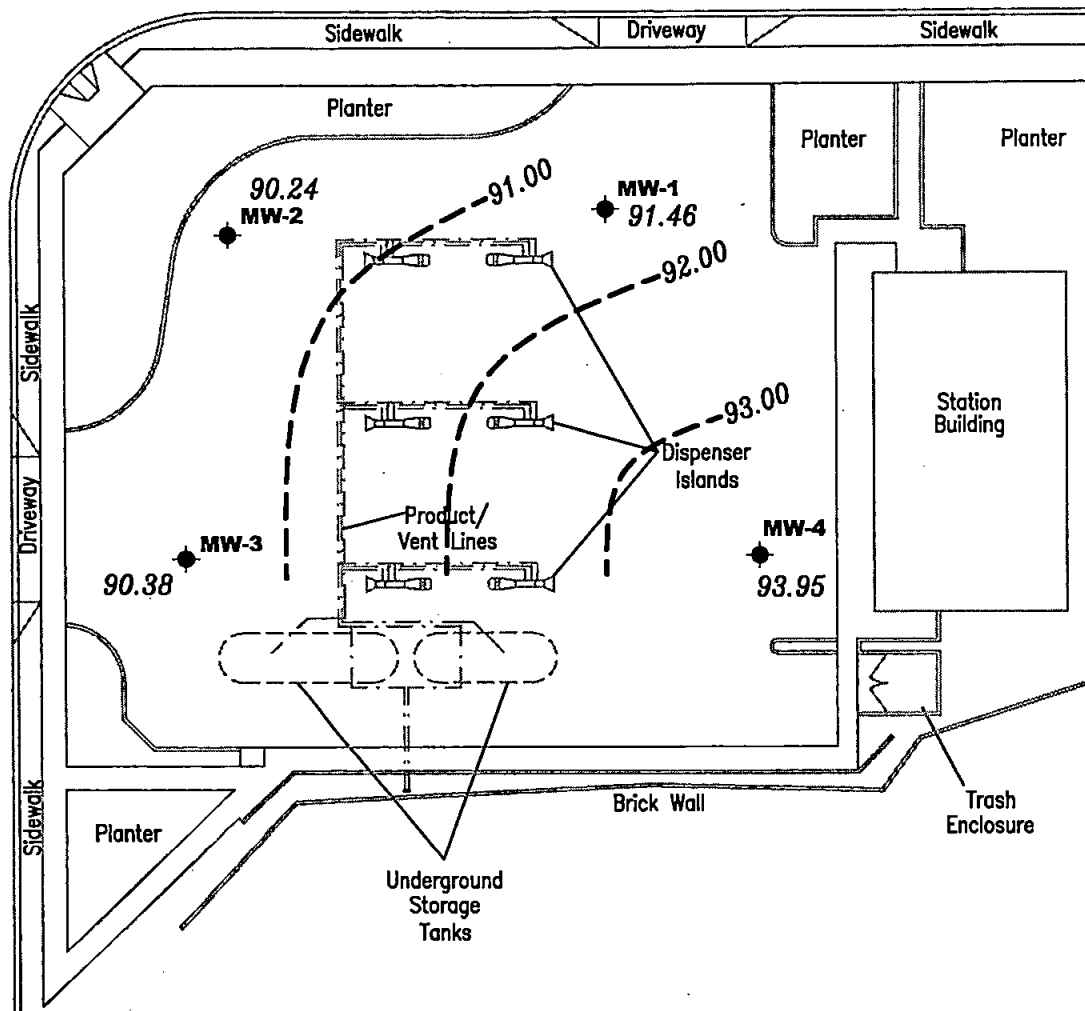 Sidewalk
Driveway
Sidewalk
Planter
Planter
Planter
90.24
MW-2
91.00
MW-1
91.46
92.00
Sidewalk
93.00
Station
Building
Dispenser
Islands
Driveway
Product/
Vent Lines
MW-3
90.38
MW-4
93.95
Sidewalk
Planter
Brick Wall
Trash
Enclosure
Underground
Storage
Tanks